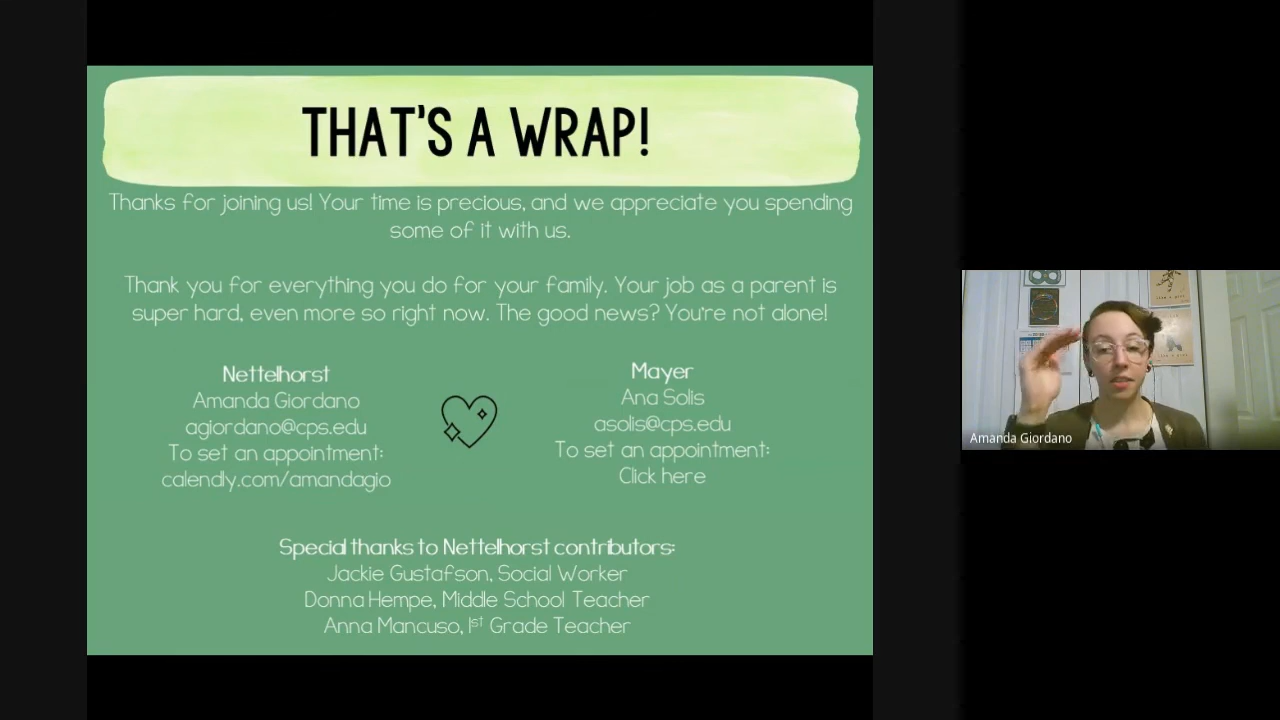 THAT'S A WRAP!
Thanks for joining us! Your time is precious, and we appreciate you spending
some of it with us.
Thank you for everything you do for your family. Your job as a parent is
super hard, even more so right now. The good news? You're not alone!
Nettelhorst
Amanda Giordano
agiordano@cps.edu
To set an appointment:
calendly.com/amandagio
Mayer
Ana Solis
asolis@cps.edu
To set an appointment:
Click here
Special thanks to Nettelhorst contributors:
Jackie Gustafson, Social Worker
Donna Hempe, Middle School Teacher
Anna Mancuso, 1st Grade Teacher
Amanda Giordano